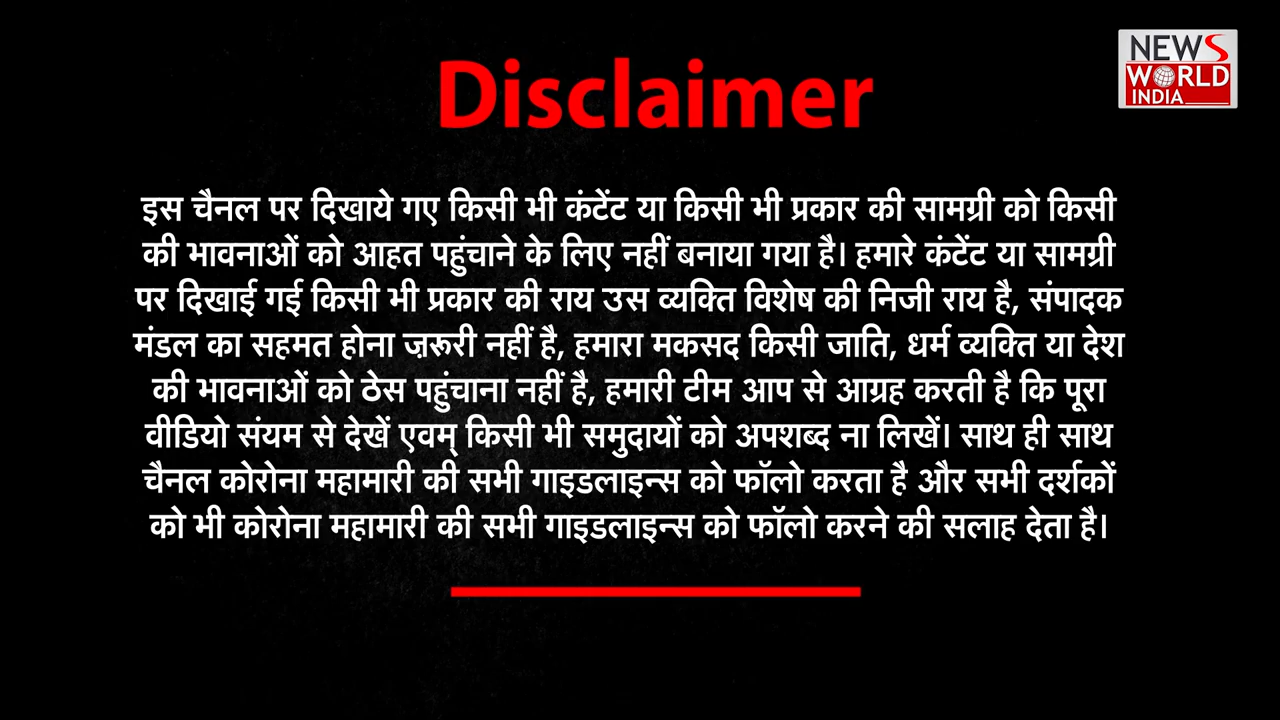 Disclaimer
NEWS
WORLD
INDIA
इस चैनल पर दिखाये गए किसी भी कंटेंट या किसी भी प्रकार की सामग्री को किसी
की भावनाओं को आहत पहुंचाने के लिए नहीं बनाया गया है। हमारे कंटेंट या सामग्री
पर दिखाई गई किसी भी प्रकार की राय उस व्यक्ति विशेष की निजी राय है, संपादक
मंडल का सहमत होना ज़रूरी नहीं है, हमारा मकसद किसी जाति, धर्म व्यक्ति या देश
की भावनाओं को ठेस पहुंचाना नहीं है, हमारी टीम आप से आग्रह करती है कि पूरा
वीडियो संयम से देखें एवम् किसी भी समुदायों को अपशब्द ना लिखें। साथ ही साथ
चैनल कोरोना महामारी की सभी गाइडलाइन्स को फॉलो करता है और सभी दर्शकों
को भी कोरोना महामारी की सभी गाइडलाइन्स को फॉलो करने की सलाह देता है।